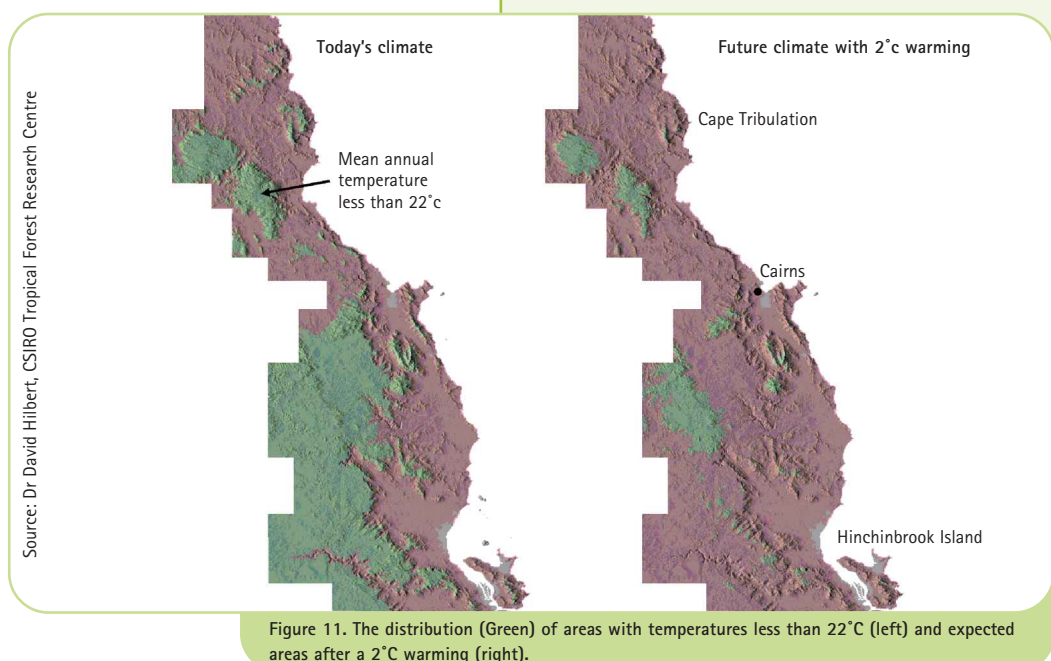 Source: Dr David Hilbert, CSIRO Tropical Forest Research Centre
Today's climate
Mean annual
temperature
less than 22˚c
Future climate with 2˚c warming
Cape Tribulation
Cairns
Hinchinbrook Island
Figure 11. The distribution (Green) of areas with temperatures less than 22˚C (left) and expected
areas after a 2˚C warming (right).